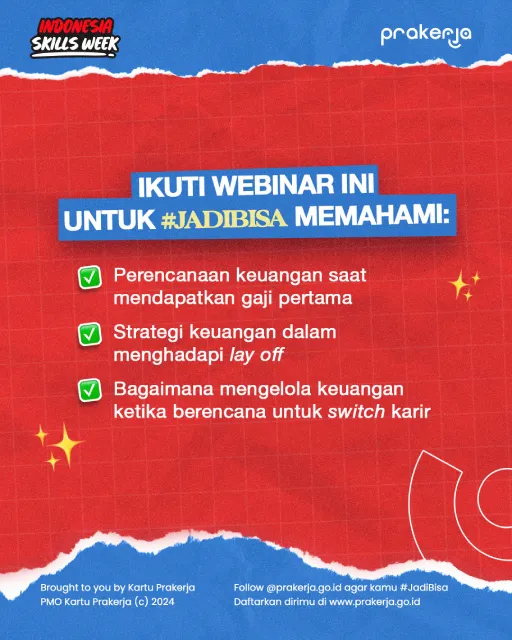 INDONESIA
SKILLS WEEK
prakerja
IKUTI WEBINAR INI
UNTUK #JADIBISA MEMAHAMI:
Perencanaan keuangan saat
mendapatkan gaji pertama
Strategi keuangan dalam
menghadapi lay off
Bagaimana mengelola keuangan
ketika berencana untuk switch karir
Brought to you by Kartu Prakerja
PMO Kartu Prakerja (c) 2024
Follow @prakerja.go.id agar kamu #JadiBisa
Daftarkan dirimu di www.prakerja.go.id